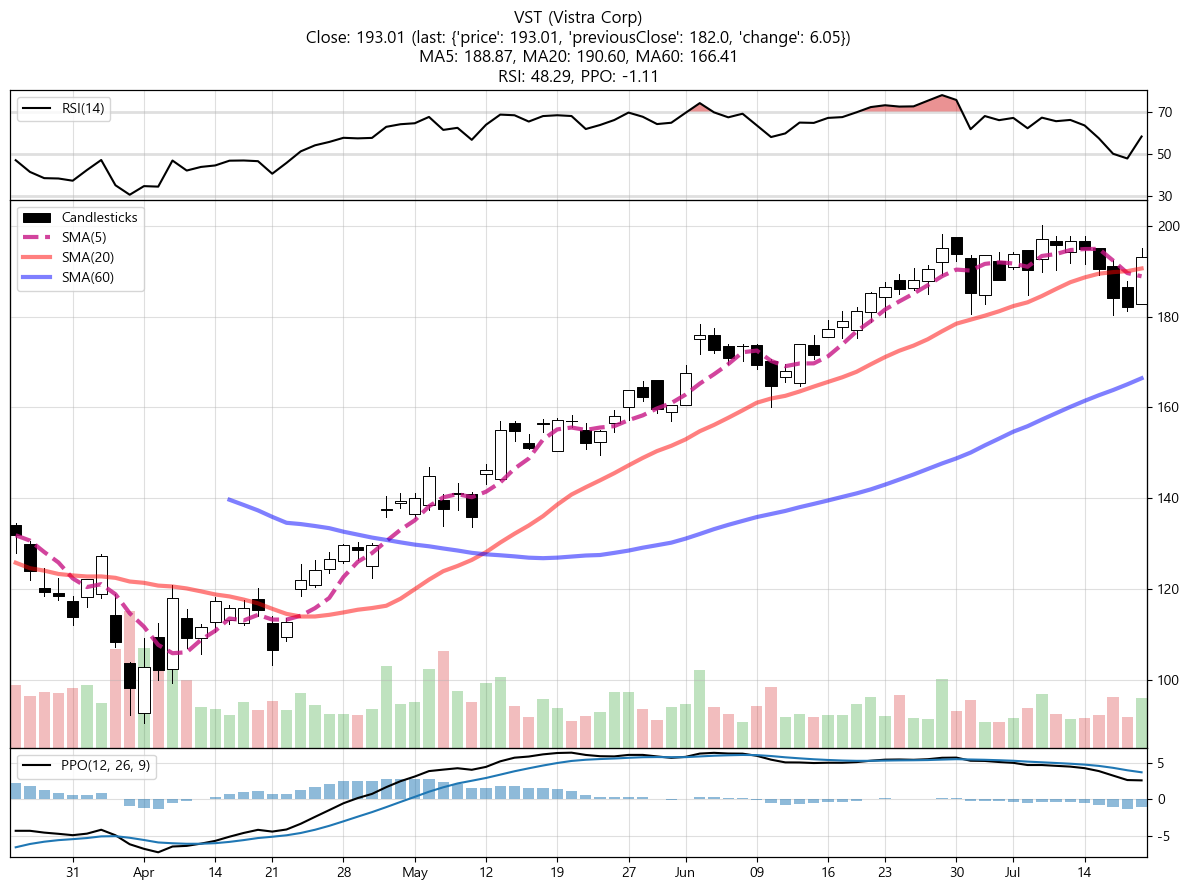 VST (Vistra Corp)
Close: 193.01 (last: {'price': 193.01, 'previousClose': 182.0, 'change': 6.05})
MA5: 188.87, MA20: 190.60, MA60: 166.41
RSI: 48.29, PPO: -1.11
RSI(14)
70
50
30
Candlesticks
SMA(5)
SMA(20)
SMA(60)
200
180
160
140
120
100
PPO(12, 26, 9)
5
0
-5
31 Apr 14 21 28 May 12 19 27 Jun 09 16 23 30 Jul 14